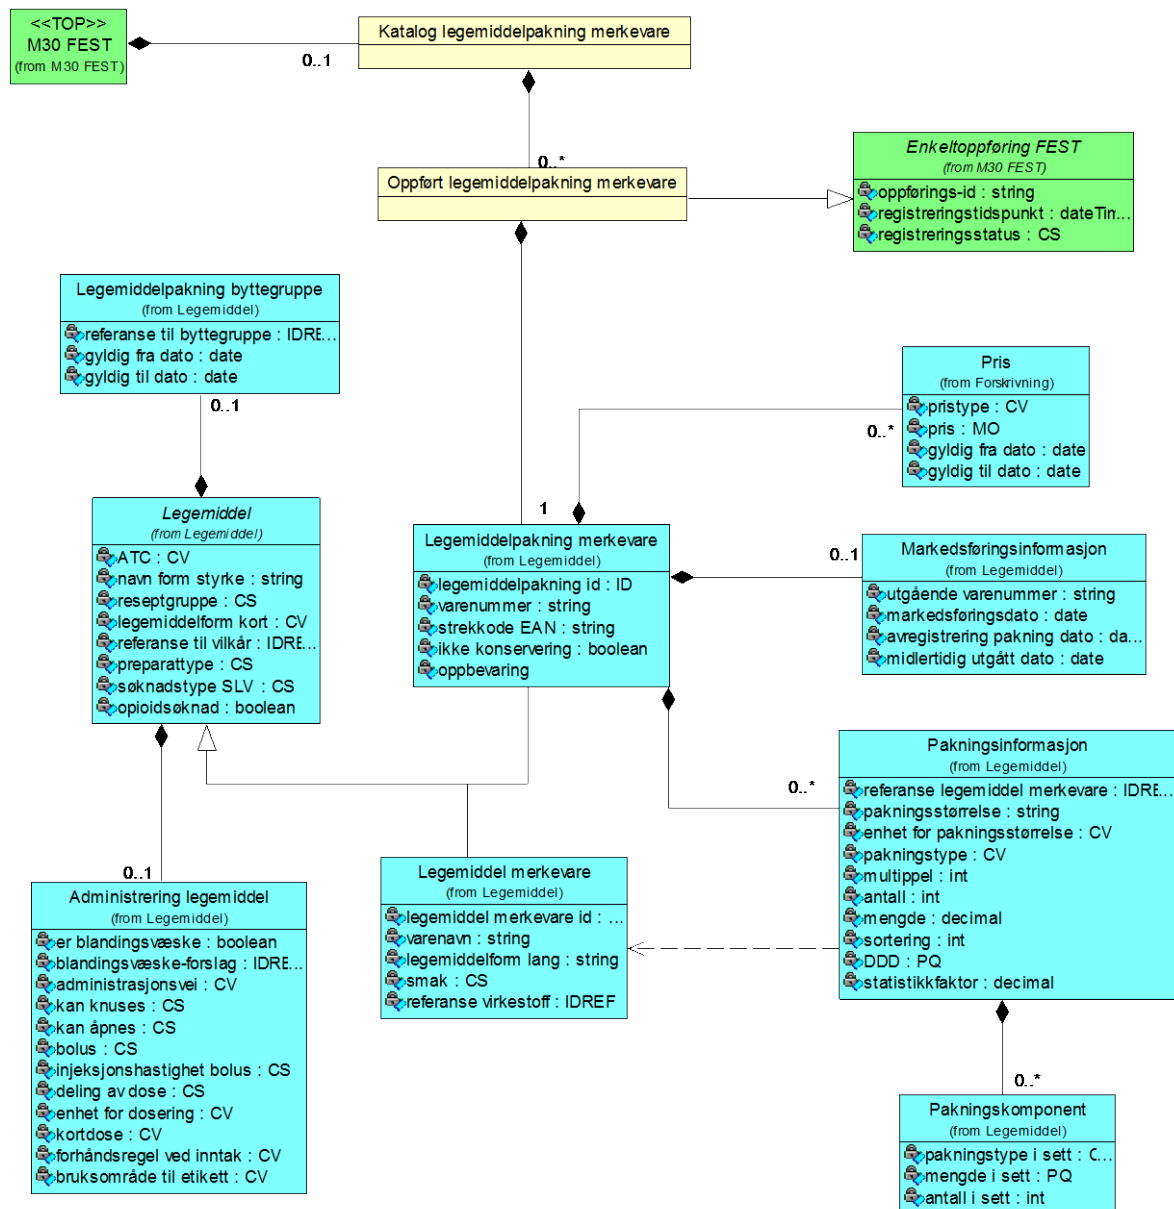 <<TOP>>
M30 FEST
(from M30 FEST)
0..1
Katalog legemiddelpakning merkevare
0..*
Oppført legemiddelpakning merkevare
Enkeltoppføring FEST
(from M30 FEST)
oppførings-id : string
registreringstidspunkt : dateTim...
registreringsstatus : CS
Legemiddelpakning byttegruppe
(from Legemiddel)
referanse til byttegruppe : IDRE...
gyldig fra dato : date
gyldig til dato : date
0..1
Pris
(from Forskrivning)
pristype : CV
pris : MO
gyldig fra dato : date
gyldig til dato : date
0..*
Legemiddel
(from Legemiddel)
ATC : CV
navn form styrke : string
reseptgruppe : CS
legemiddelform kort : CV
referanse til vilkår : IDRE...
preparattype : CS
søknadstype SLV : CS
opioidsøknad : boolean
1
Legemiddelpakning merkevare
(from Legemiddel)
legemiddelpakning id : ID
varenummer : string
strekkode EAN : string
ikke konservering : boolean
oppbevaring
0..1
Markedsføringsinformasjon
(from Legemiddel)
utgående varenummer : string
markedsføringsdato : date
avregistrering pakning dato : da...
midlertidig utgått dato : date
0..*
Pakningsinformasjon
(from Legemiddel)
referanse legemiddel merkevare : IDRE...
pakningsstørrelse : string
enhet for pakningsstørrelse : CV
pakningstype : CV
multippel : int
antall : int
mengde : decimal
sortering : int
DDD : PQ
statistikkfaktor : decimal
0..1
Administrering legemiddel
(from Legemiddel)
er blandingsvæske : boolean
blandingsvæske-forslag : IDRE...
administrasjonsvei : CV
kan knuses : CS
kan åpnes : CS
bolus : CS
injeksjonshastighet bolus : CS
deling av dose : CS
enhet for dosering : CV
kortdose : CV
forhåndsregel ved inntak : CV
bruksområde til etikett : CV
Legemiddel merkevare
(from Legemiddel)
legemiddel merkevare id : ...
varenavn : string
legemiddelform lang : string
smak : CS
referanse virkestoff : IDREF
0..*
Pakningskomponent
(from Legemiddel)
pakningstype i sett : C...
mengde i sett : PQ
antall i sett : int